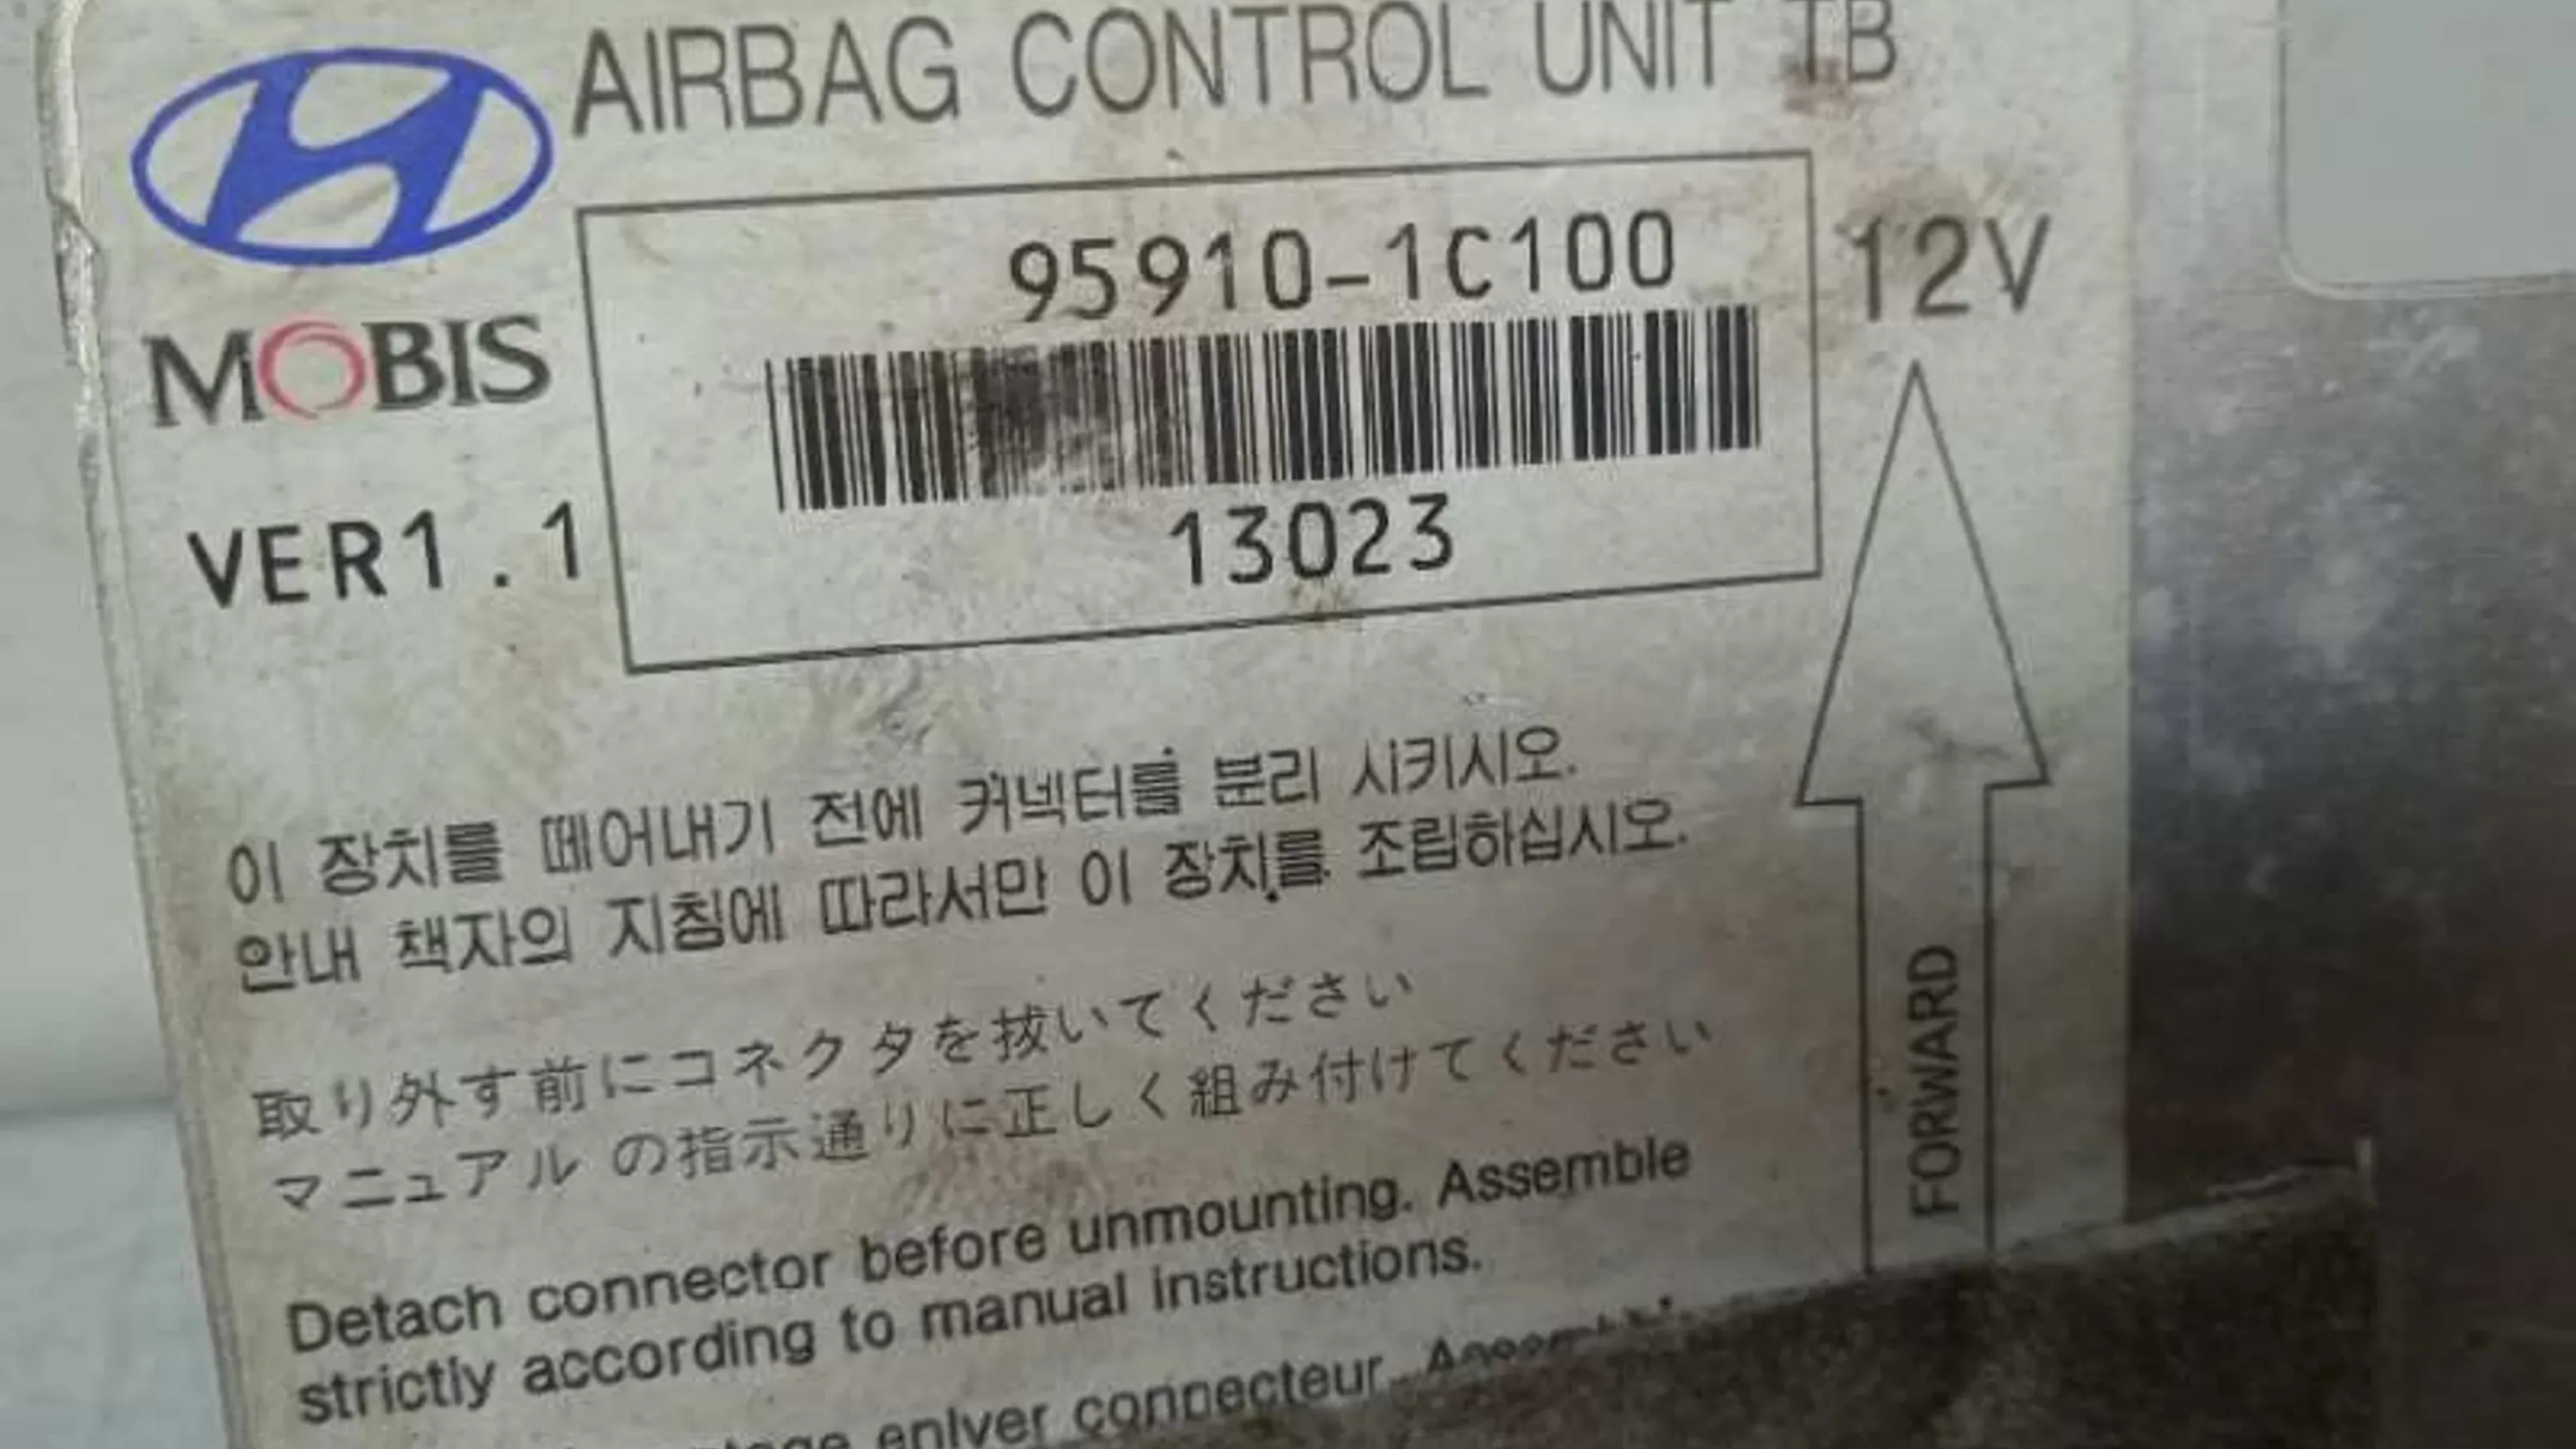 AIRBAG CONTROL UNIT TB
95910-1C100
12V
MOBIS
VER1.1
13023
이 장치를 떼어내기 전에 커넥터를 분리 시키시오.
안내 책자의 지침에 따라서만 이 장치를 조립하십시오.
取り外す前にコネクタを抜いてください
マニュアルの指示通りに正しく組み付けてください
FORWARD
Detach connector before unmounting. Assemble
strictly according to manual instructions.
enlver connecteur.